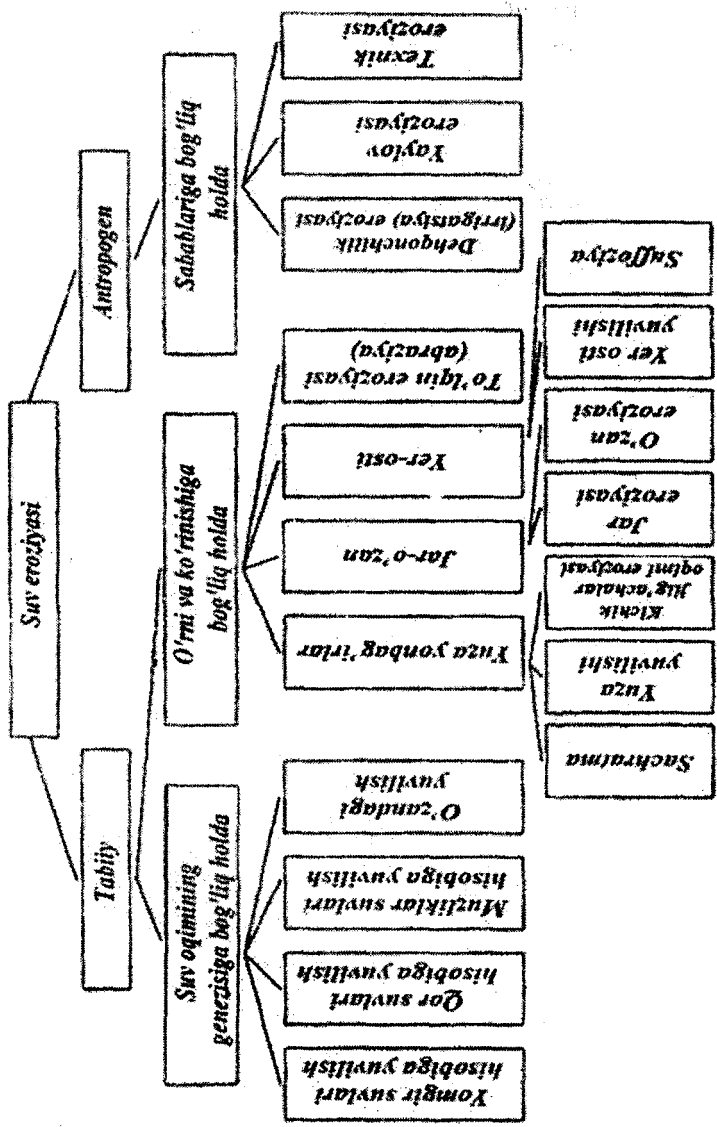 Suv eroziyasi
Tabiiy
Antropogen
Suv oqimining
genezisiga bog'liq holda
O'rni va ko'rinishiga
bog'liq holda
Sabablariga bog'liq
holda
Yomgir suvlari
hisobiga yuvilish
Qor suvlari
hisobiga yuvilish
Muzliklar suvlari
hisobiga yuvilish
O'zandagi
yuvilish
Yuza yonbag'irlar
Jar-o'zan
Yer-osti
To'lqin eroziyasi
(abraziya)
Dehqonchilik
(irrigatsiya) eroziyasi
Yaylov
eroziyasi
Texnik
eroziyasi
Sachratma
Yuza
yuvilishi
Kichik
jilg'achalar
oqimi eroziyasi
Jar
eroziyasi
O'zan
eroziyasi
Yer osti
yuvilishi
Suffoziya